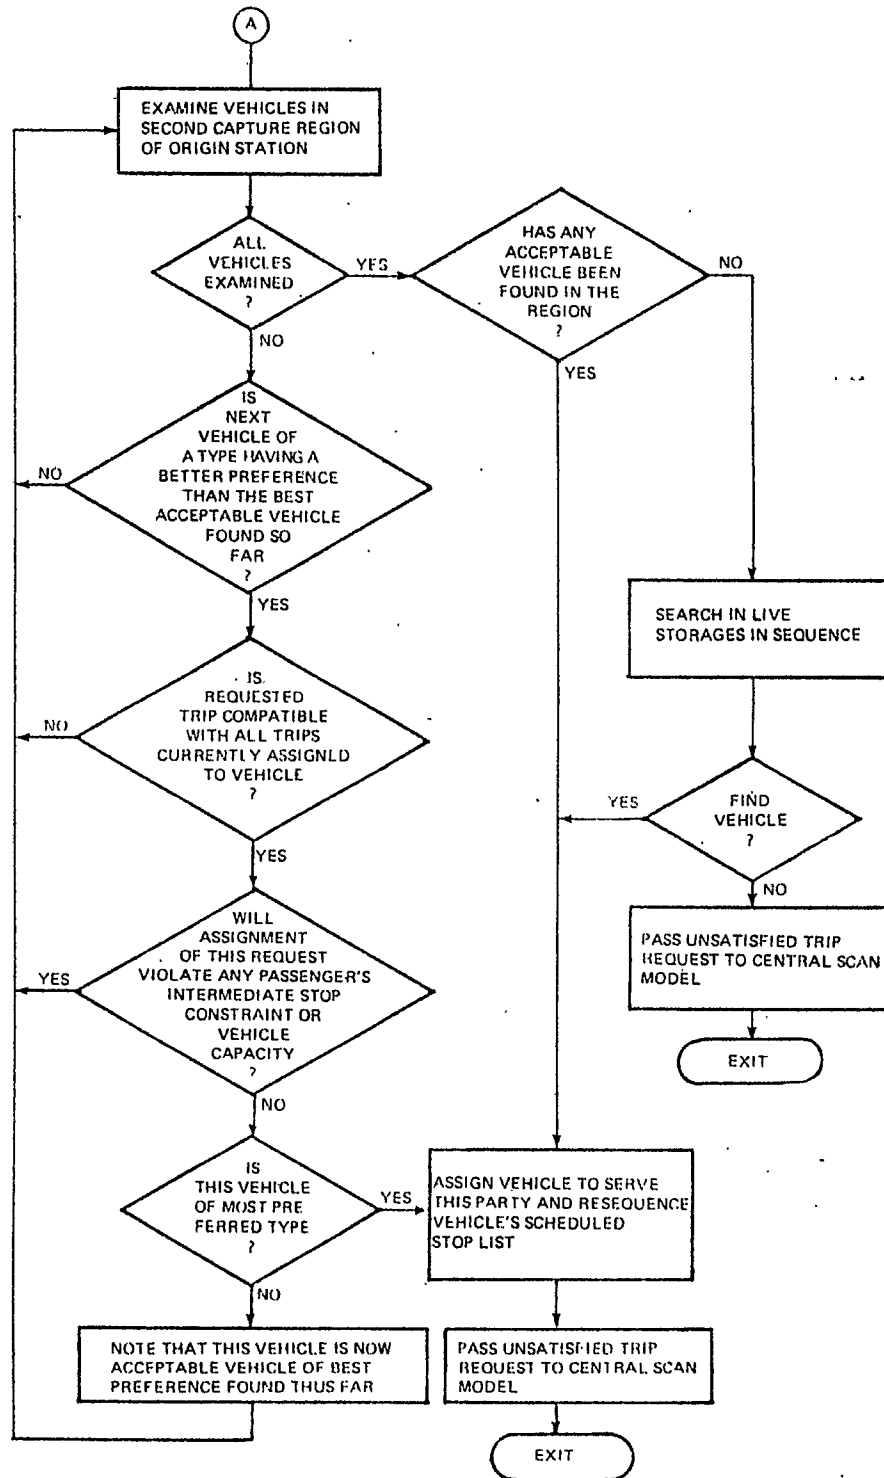 A
EXAMINE VEHICLES IN
SECOND CAPTURE REGION
OF ORIGIN STATION
ALL
VEHICLES
EXAMINED
?
YES
NO
HAS ANY
ACCEPTABLE
VEHICLE BEEN
FOUND IN THE
REGION
?
NO
YES
IS
NEXT
VEHICLE OF
A TYPE HAVING A
BETTER PREFERENCE
THAN THE BEST
ACCEPTABLE VEHICLE
FOUND SO
FAR
?
NO
YES
SEARCH IN LIVE
STORAGES IN SEQUENCE
IS
REQUESTED
TRIP COMPATIBLE
WITH ALL TRIPS
CURRENTLY ASSIGNED
TO VEHICLE
?
NO
YES
FIND
VEHICLE
?
YES
NO
PASS UNSATISFIED TRIP
REQUEST TO CENTRAL SCAN
MODEL
EXIT
WILL
ASSIGNMENT
OF THIS REQUEST
VIOLATE ANY PASSENGER'S
INTERMEDIATE STOP
CONSTRAINT OR
VEHICLE
CAPACITY
?
YES
NO
IS
THIS VEHICLE
OF MOST PRE
FERRED TYPE
?
YES
NO
ASSIGN VEHICLE TO SERVE
THIS PARTY AND RESEQUENCE
VEHICLE'S SCHEDULED
STOP LIST
NOTE THAT THIS VEHICLE IS NOW
ACCEPTABLE VEHICLE OF BEST
PREFERENCE FOUND THUS FAR
PASS UNSATISFIED TRIP
REQUEST TO CENTRAL SCAN
MODEL
EXIT